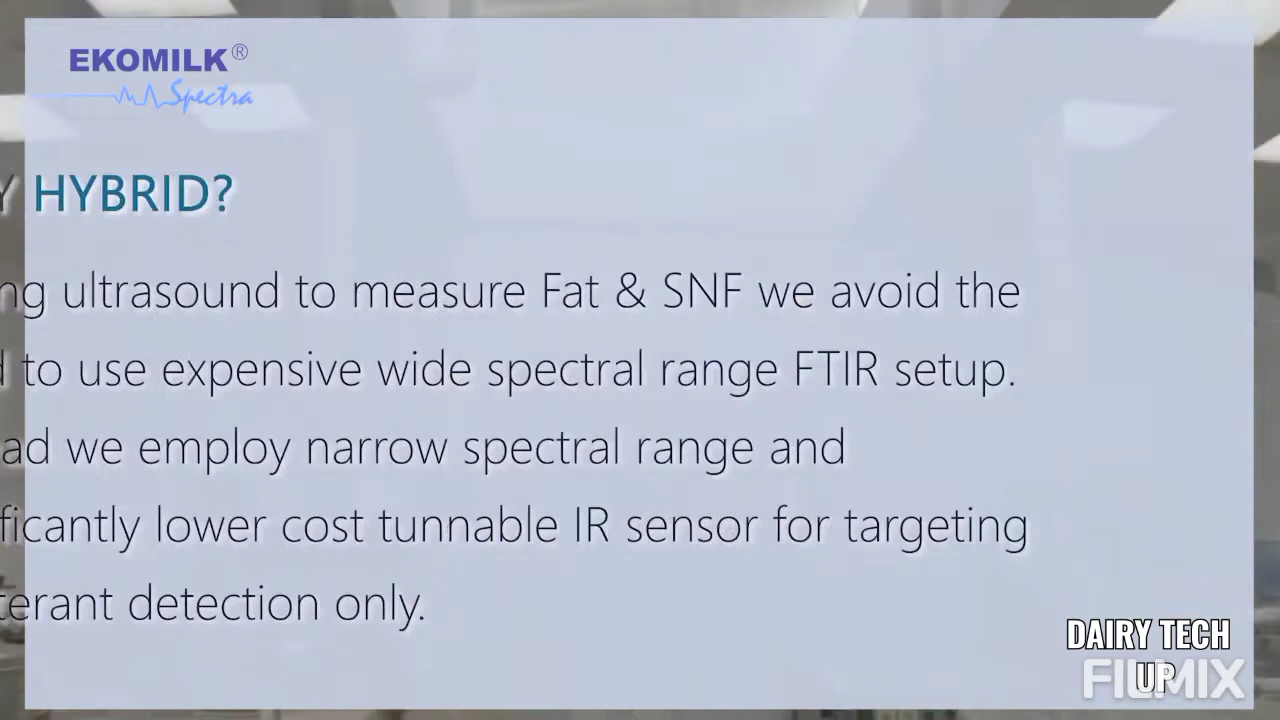 EKOMILK®
Spectra
Y HYBRID?
ng ultrasound to measure Fat & SNF we avoid the
d to use expensive wide spectral range FTIR setup.
ad we employ narrow spectral range and
ficantly lower cost tunnable IR sensor for targeting
terant detection only.
DAIRY TECH
UP
FILMIX